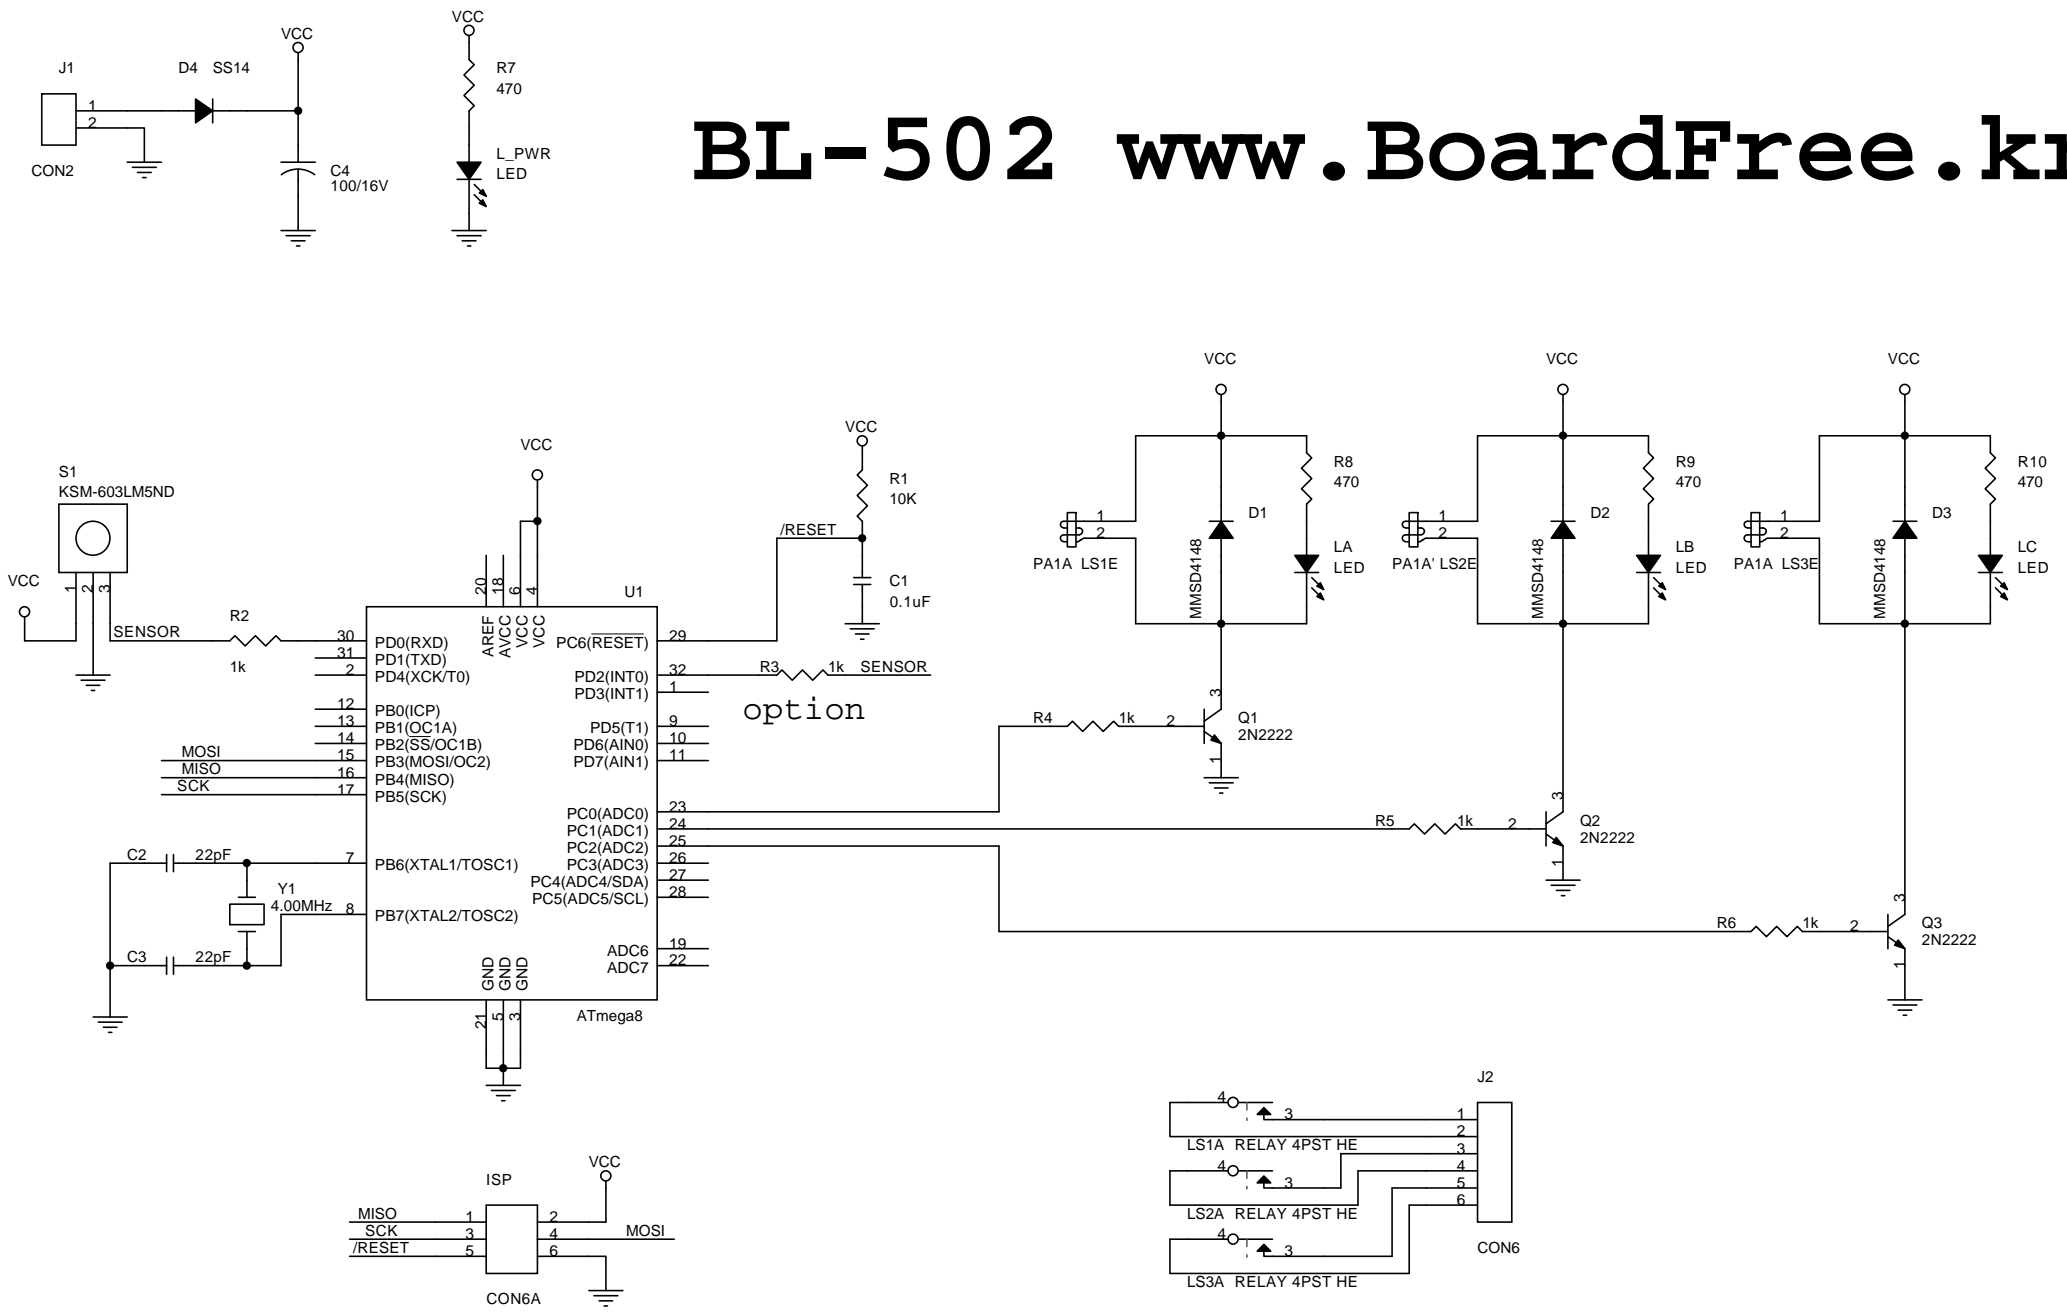 BL-502 www.BoardFree.kr
J1
1
2
CON2
D4 SS14
VCC
C4
100/16V
VCC
R7
470
L_PWR
LED
S1
KSM-603LM5ND
VCC
1
2
3
SENSOR
R2
1k
VCC
20
18
6
4
AREF
AVCC
VCC
VCC
U1
30 PD0(RXD)
31 PD1(TXD)
2 PD4(XCK/T0)
12 PB0(ICP)
13 PB1(OC1A)
14 PB2(SS/OC1B)
MOSI 15 PB3(MOSI/OC2)
MISO 16 PB4(MISO)
SCK 17 PB5(SCK)
7 PB6(XTAL1/TOSC1)
8 PB7(XTAL2/TOSC2)
C2 22pF
Y1
4.00MHz
C3 22pF
PC6(RESET) 29
PD2(INT0) 32
PD3(INT1) 1
PD5(T1) 9
PD6(AIN0) 10
PD7(AIN1) 11
PC0(ADC0) 23
PC1(ADC1) 24
PC2(ADC2) 25
PC3(ADC3) 26
PC4(ADC4/SDA) 27
PC5(ADC5/SCL) 28
ADC6 19
ADC7 22
GND
GND
GND
21
5
3
ATmega8
VCC
R1
10K
/RESET
C1
0.1uF
R3 1k SENSOR
option
VCC
R8
470
1
2
PA1A LS1E
D1
MMSD4148
LA
LED
R4 1k 2
3
Q1
2N2222
1
VCC
R9
470
1
2
PA1A' LS2E
D2
MMSD4148
LB
LED
R5 1k 2
3
Q2
2N2222
1
VCC
R10
470
1
2
PA1A LS3E
D3
MMSD4148
LC
LED
R6 1k 2
3
Q3
2N2222
1
ISP
VCC
MISO 1 2
SCK 3 4 MOSI
/RESET 5 6
CON6A
J2
4
3
1
2
LS1A RELAY 4PST HE
3
4
3
4
LS2A RELAY 4PST HE
5
6
4
3
LS3A RELAY 4PST HE
CON6